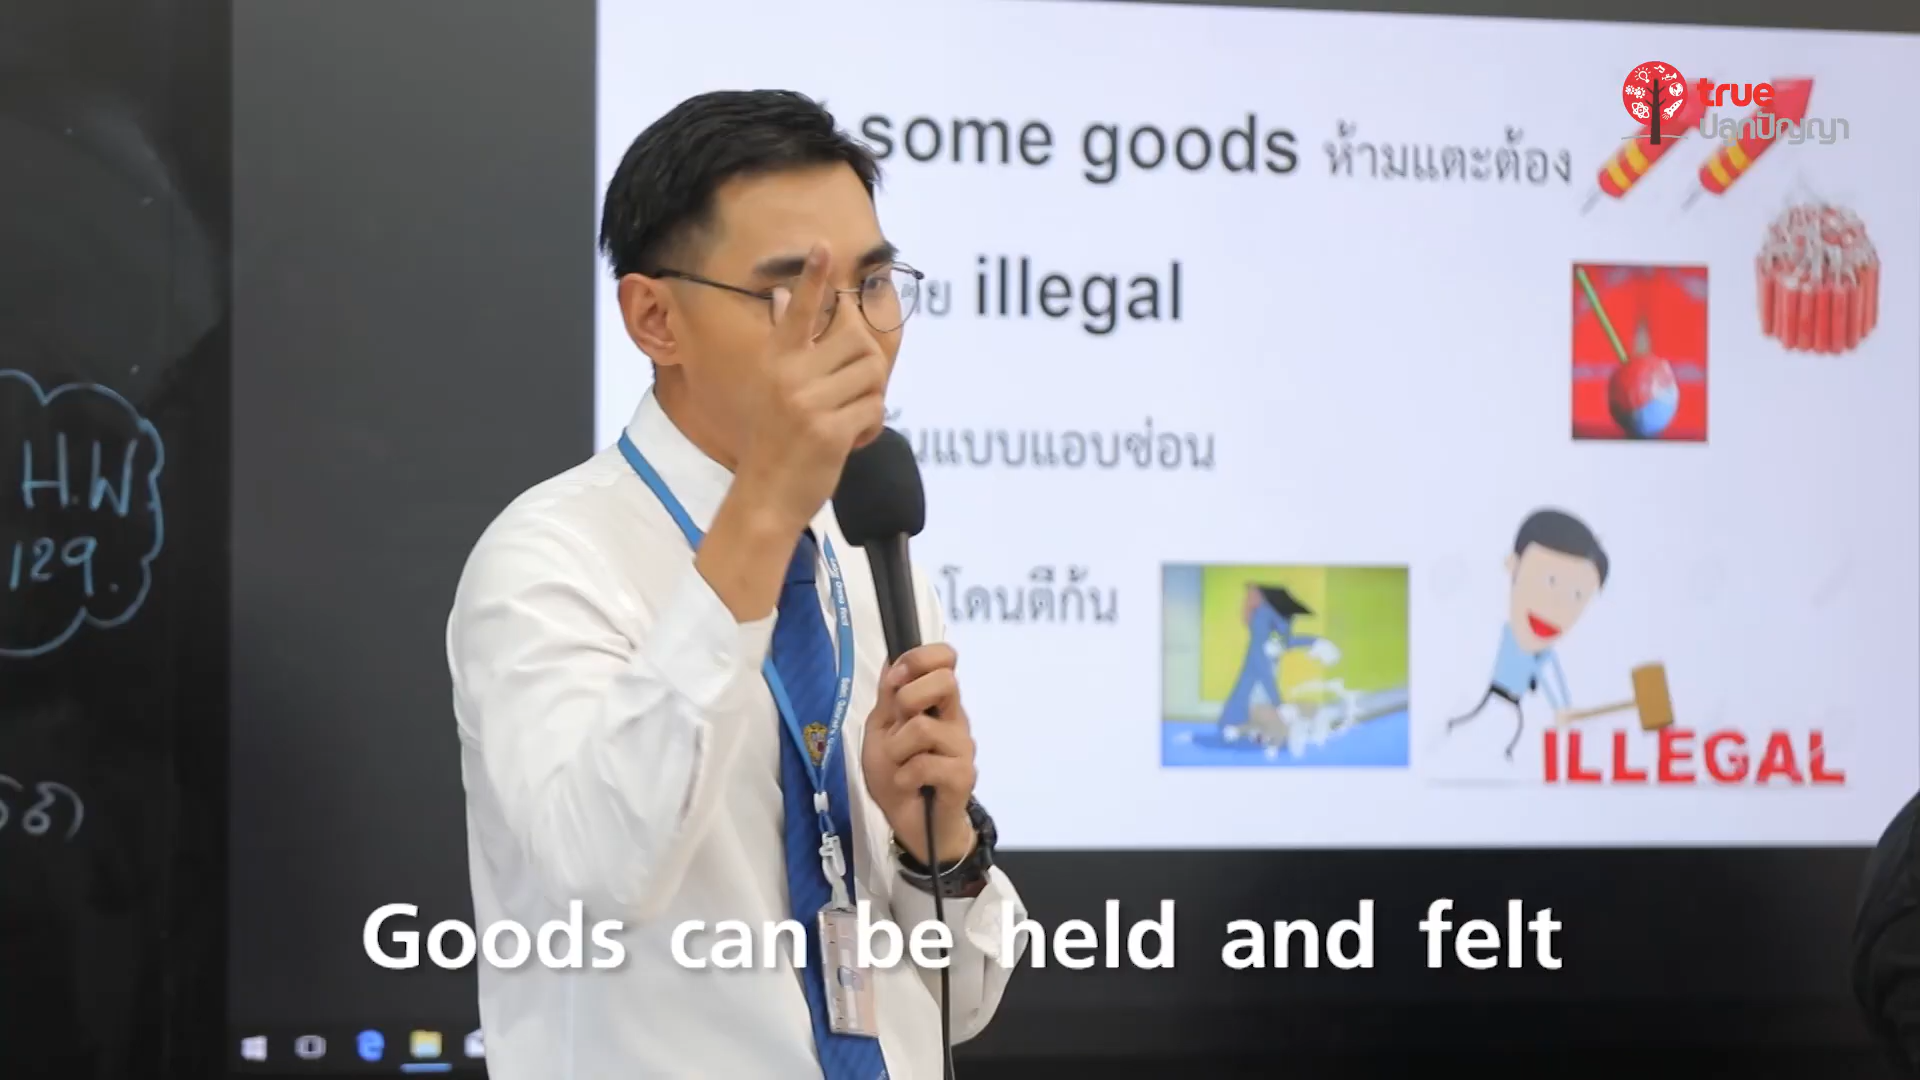 true
ปลูกปัญญา
some goods ห้ามแตะต้อง
illegal
แบบแอบซ่อน
โดนตีก้น
ILLEGAL
H.W
129.
Goods can be held and felt